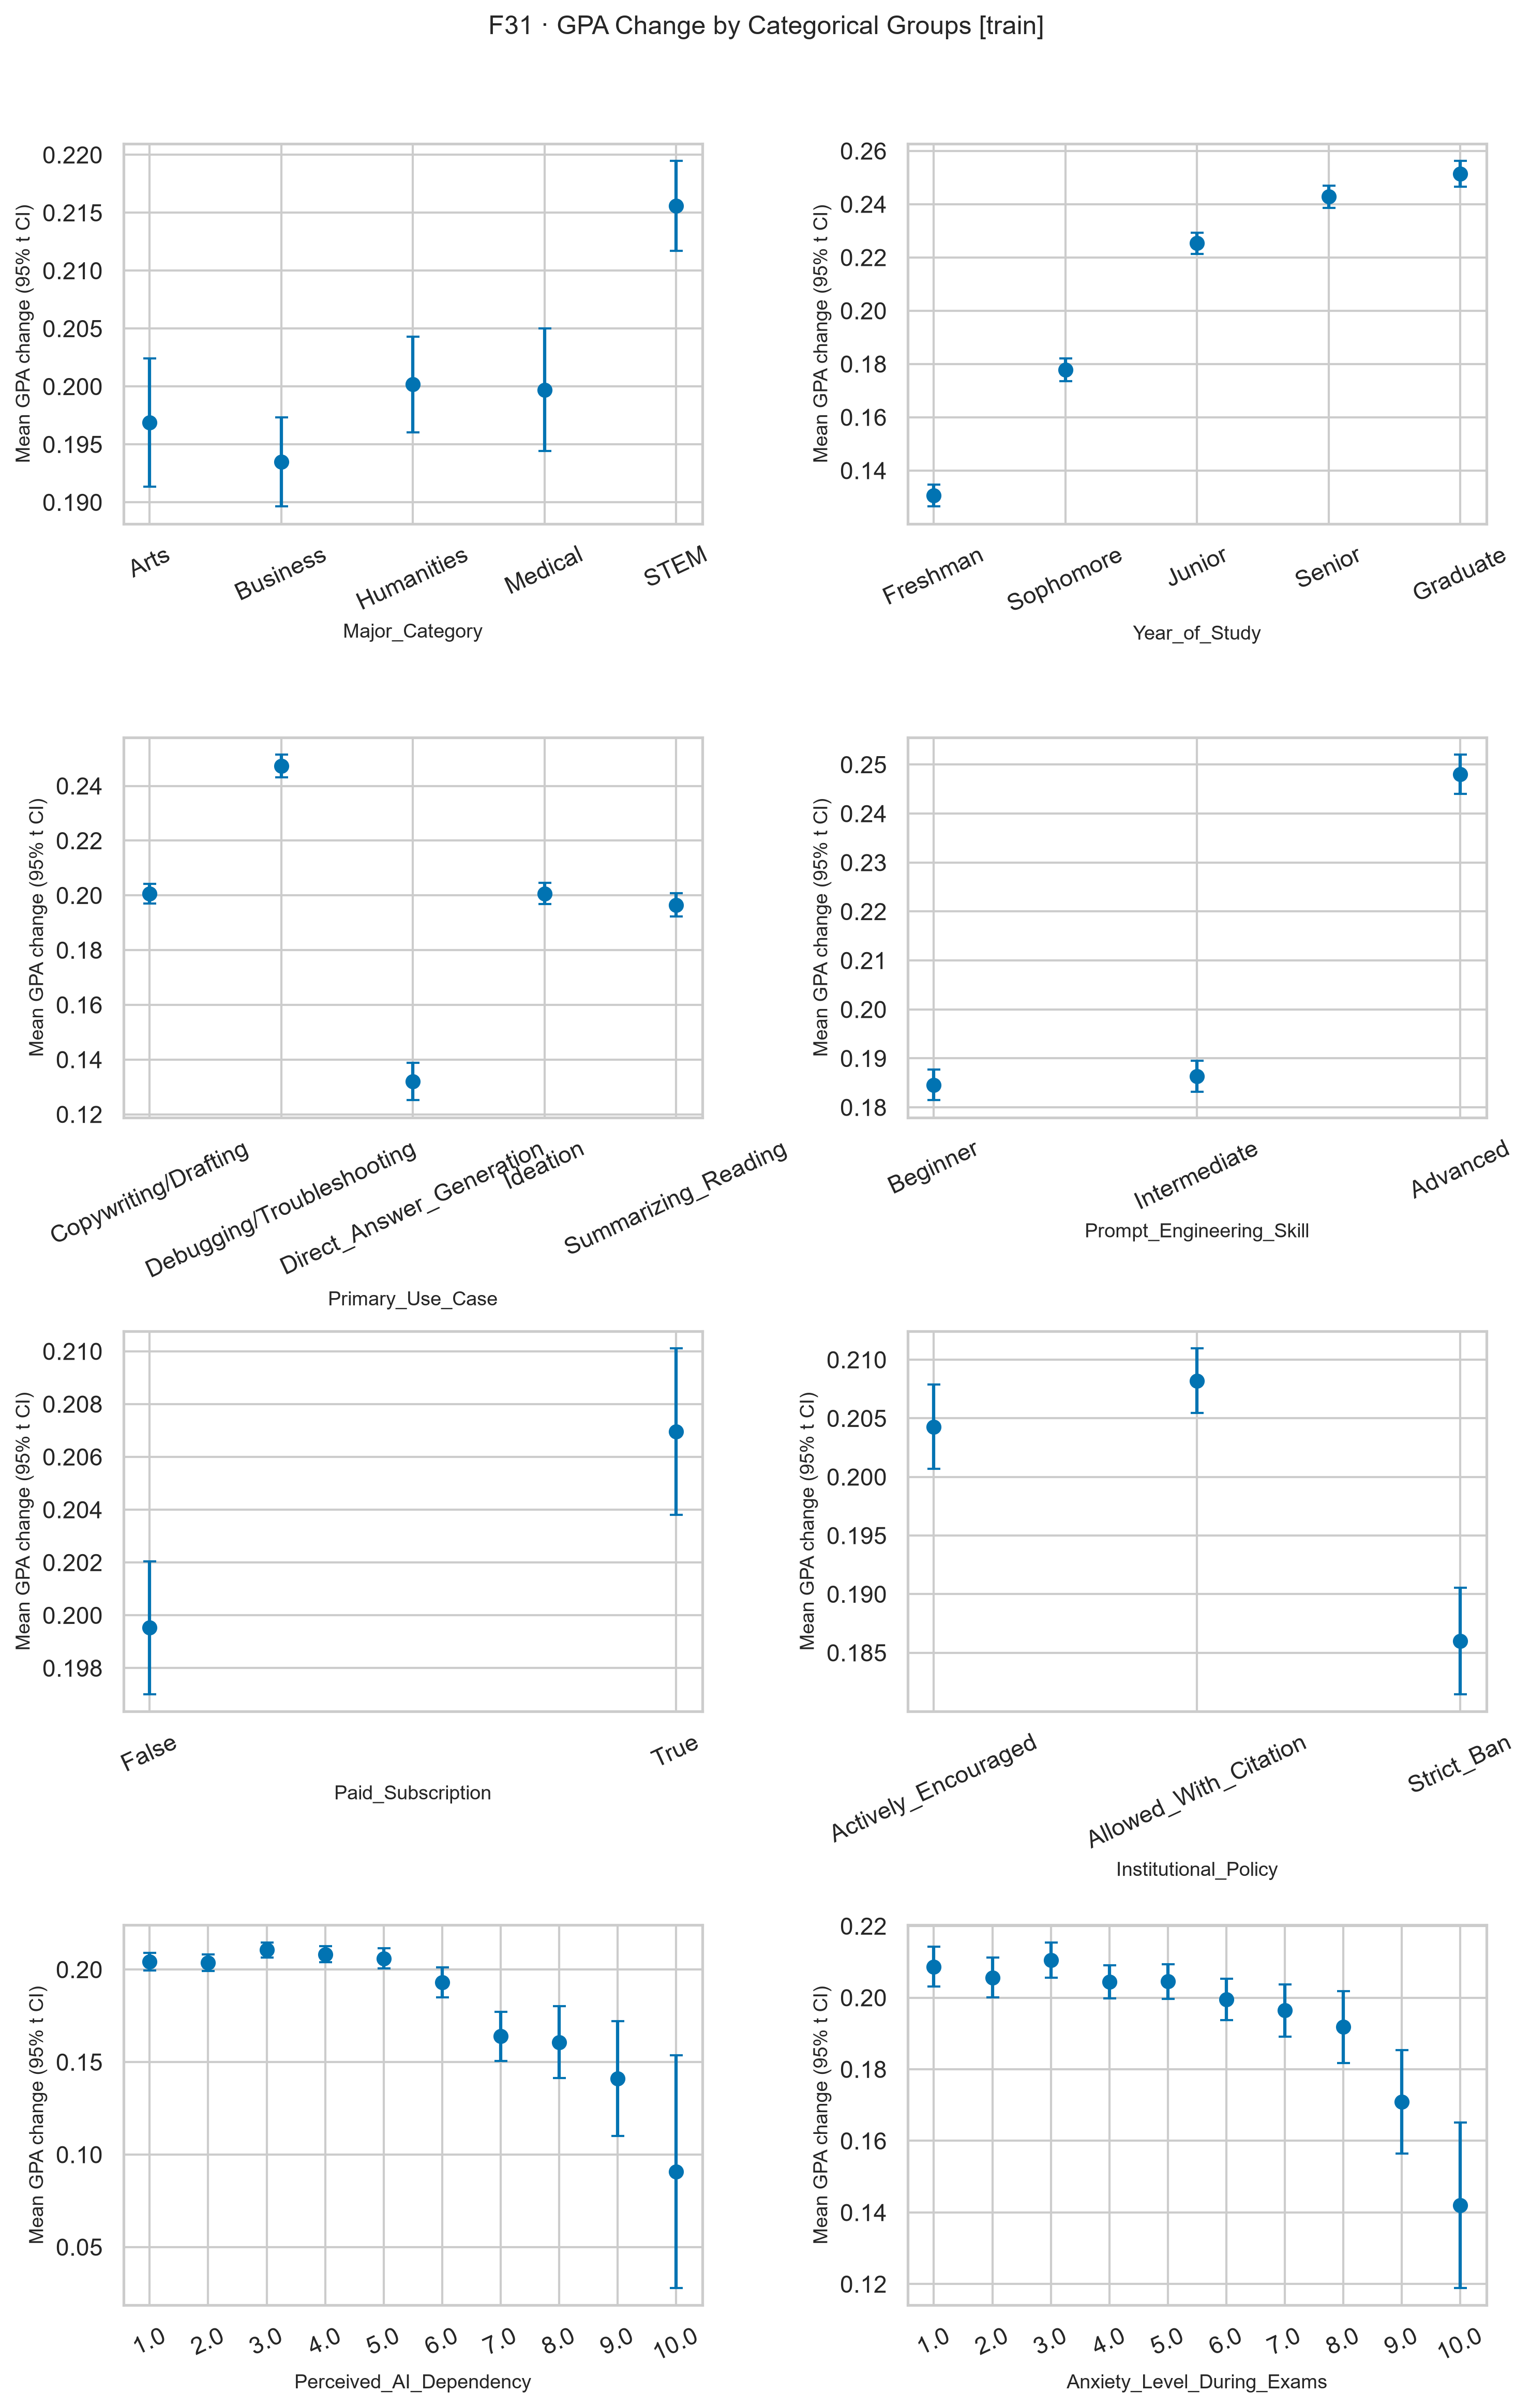 F31 · GPA Change by Categorical Groups [train]
Mean GPA change (95% t CI)
0.220
0.215
0.210
0.205
0.200
0.195
0.190
Arts
Business
Humanities
Medical
STEM
Major_Category
Mean GPA change (95% t CI)
0.26
0.24
0.22
0.20
0.18
0.16
0.14
Freshman
Sophomore
Junior
Senior
Graduate
Year_of_Study
Mean GPA change (95% t CI)
0.24
0.22
0.20
0.18
0.16
0.14
0.12
Copywriting/Drafting
Debugging/Troubleshooting
Direct_Answer_Generation
Ideation
Summarizing_Reading
Primary_Use_Case
Mean GPA change (95% t CI)
0.25
0.24
0.23
0.22
0.21
0.20
0.19
0.18
Beginner
Intermediate
Advanced
Prompt_Engineering_Skill
Mean GPA change (95% t CI)
0.210
0.208
0.206
0.204
0.202
0.200
0.198
False
True
Paid_Subscription
Mean GPA change (95% t CI)
0.210
0.205
0.200
0.195
0.190
0.185
Actively_Encouraged
Allowed_With_Citation
Strict_Ban
Institutional_Policy
Mean GPA change (95% t CI)
0.20
0.15
0.10
0.05
1.0
2.0
3.0
4.0
5.0
6.0
7.0
8.0
9.0
10.0
Perceived_AI_Dependency
Mean GPA change (95% t CI)
0.22
0.20
0.18
0.16
0.14
0.12
1.0
2.0
3.0
4.0
5.0
6.0
7.0
8.0
9.0
10.0
Anxiety_Level_During_Exams